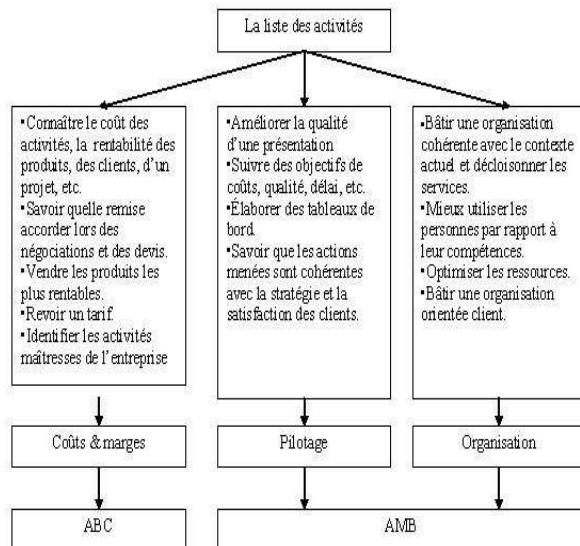 La liste des activités
•Connaître le coût des
activités, la rentabilité des
produits, des clients, d'un
projet, etc.
•Savoir quelle remise
accorder lors des
négociations et des devis.
•Vendre les produits les
plus rentables.
•Revoir un tarif.
•Identifier les activités
maîtresses de l'entreprise
•Améliorer la qualité
d'une présentation
•Suivre des objectifs de
coûts, qualité, délai, etc.
•Élaborer des tableaux de
bord.
•Savoir que les actions
menées sont cohérentes
avec la stratégie et la
satisfaction des clients.
•Bâtir une organisation
cohérente avec le contexte
actuel et décloisonner les
services.
•Mieux utiliser les
personnes par rapport à
leur compétences.
•Optimiser les ressources.
•Bâtir une organisation
orientée client.
Coûts & marges
Pilotage
Organisation
ABC
AMB